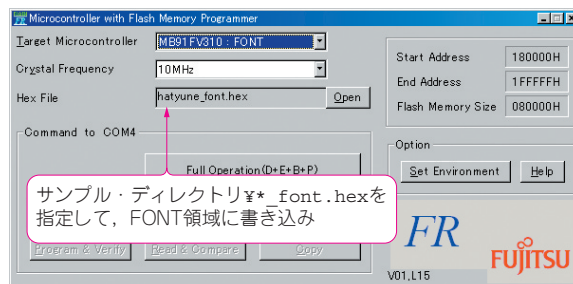 Microcontroller with Flash Memory Programmer
Target Microcontroller
MB91FV310 : FONT
Crystal Frequency
10MHz
Hex File
hatyune_font.hex
Open
Start Address
180000H
End Address
1FFFFFH
Flash Memory Size
080000H
Command to COM4
Full Operation(D+E+B+P)
サンプル・ディレクトリ¥*_font.hexを
指定して，FONT領域に書き込み
Program & Verify
Read & Compare
Copy
Option
Set Environment
Help
FR
FUJITSU
V01,L15